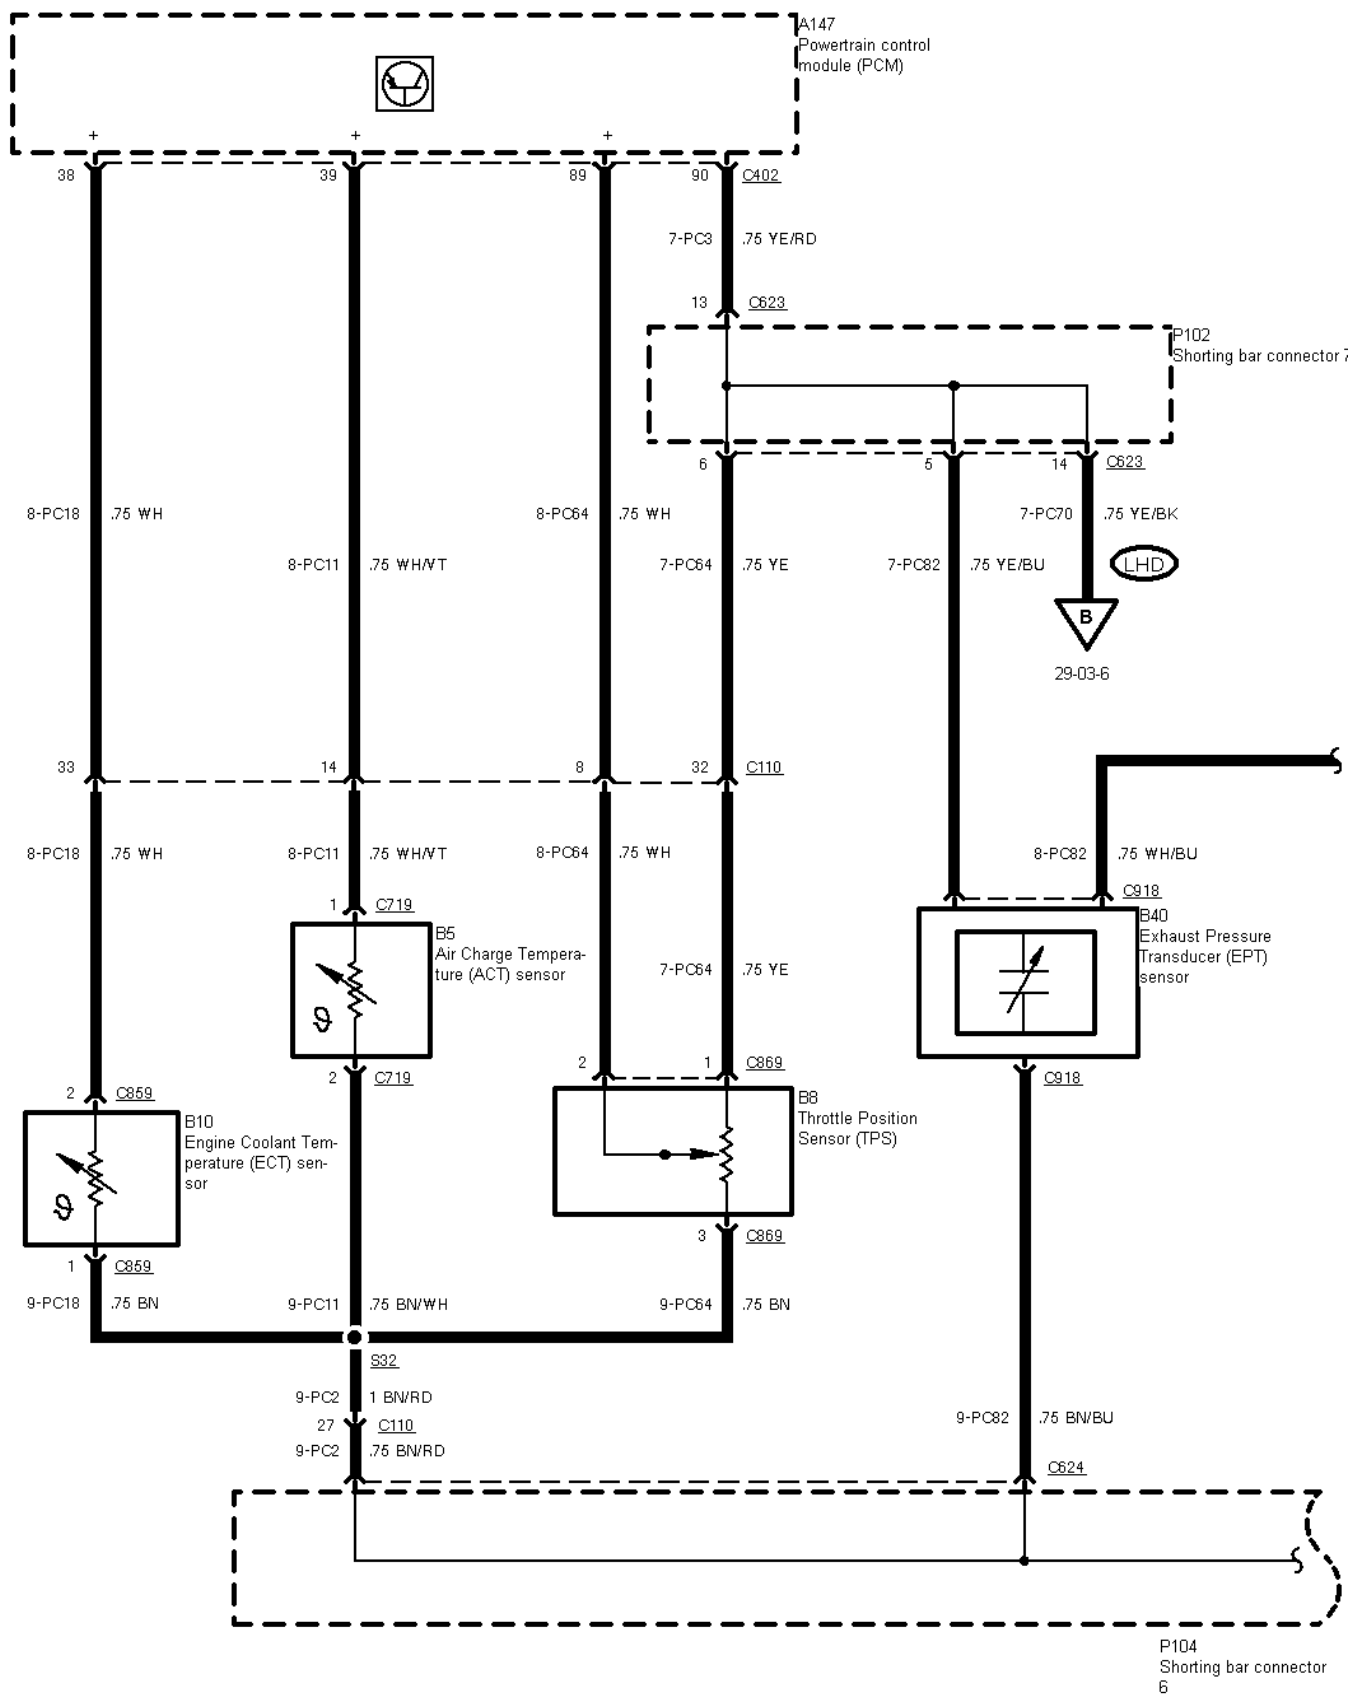 A147
Powertrain control
module (PCM)
+ + +
38 39 89 90 C402
7-PC3 .75 YE/RD
13 C623
P102
Shorting bar connector 7
6 5 14 C623
8-PC18 .75 WH 8-PC64 .75 WH 7-PC70 .75 YE/BK
8-PC11 .75 WH/VT 7-PC64 .75 YE 7-PC82 .75 YE/BU LHD
B
29-03-6
33 14 8 32 C110
8-PC18 .75 WH 8-PC11 .75 WH/VT 8-PC64 .75 WH 8-PC82 .75 WH/BU
C918
1 C719
B40
Exhaust Pressure
Transducer (EPT)
sensor
B5
Air Charge Tempera-
ture (ACT) sensor
7-PC64 .75 YE
ϑ
2 1 C869
2 C719 C918
2 C859
B8
Throttle Position
Sensor (TPS)
B10
Engine Coolant Tem-
perature (ECT) sen-
sor
ϑ
3 C869
1 C859
9-PC18 .75 BN 9-PC11 .75 BN/WH 9-PC64 .75 BN
S32
9-PC2 1 BN/RD
9-PC82 .75 BN/BU
27 C110
9-PC2 .75 BN/RD
C624
P104
Shorting bar connector
6